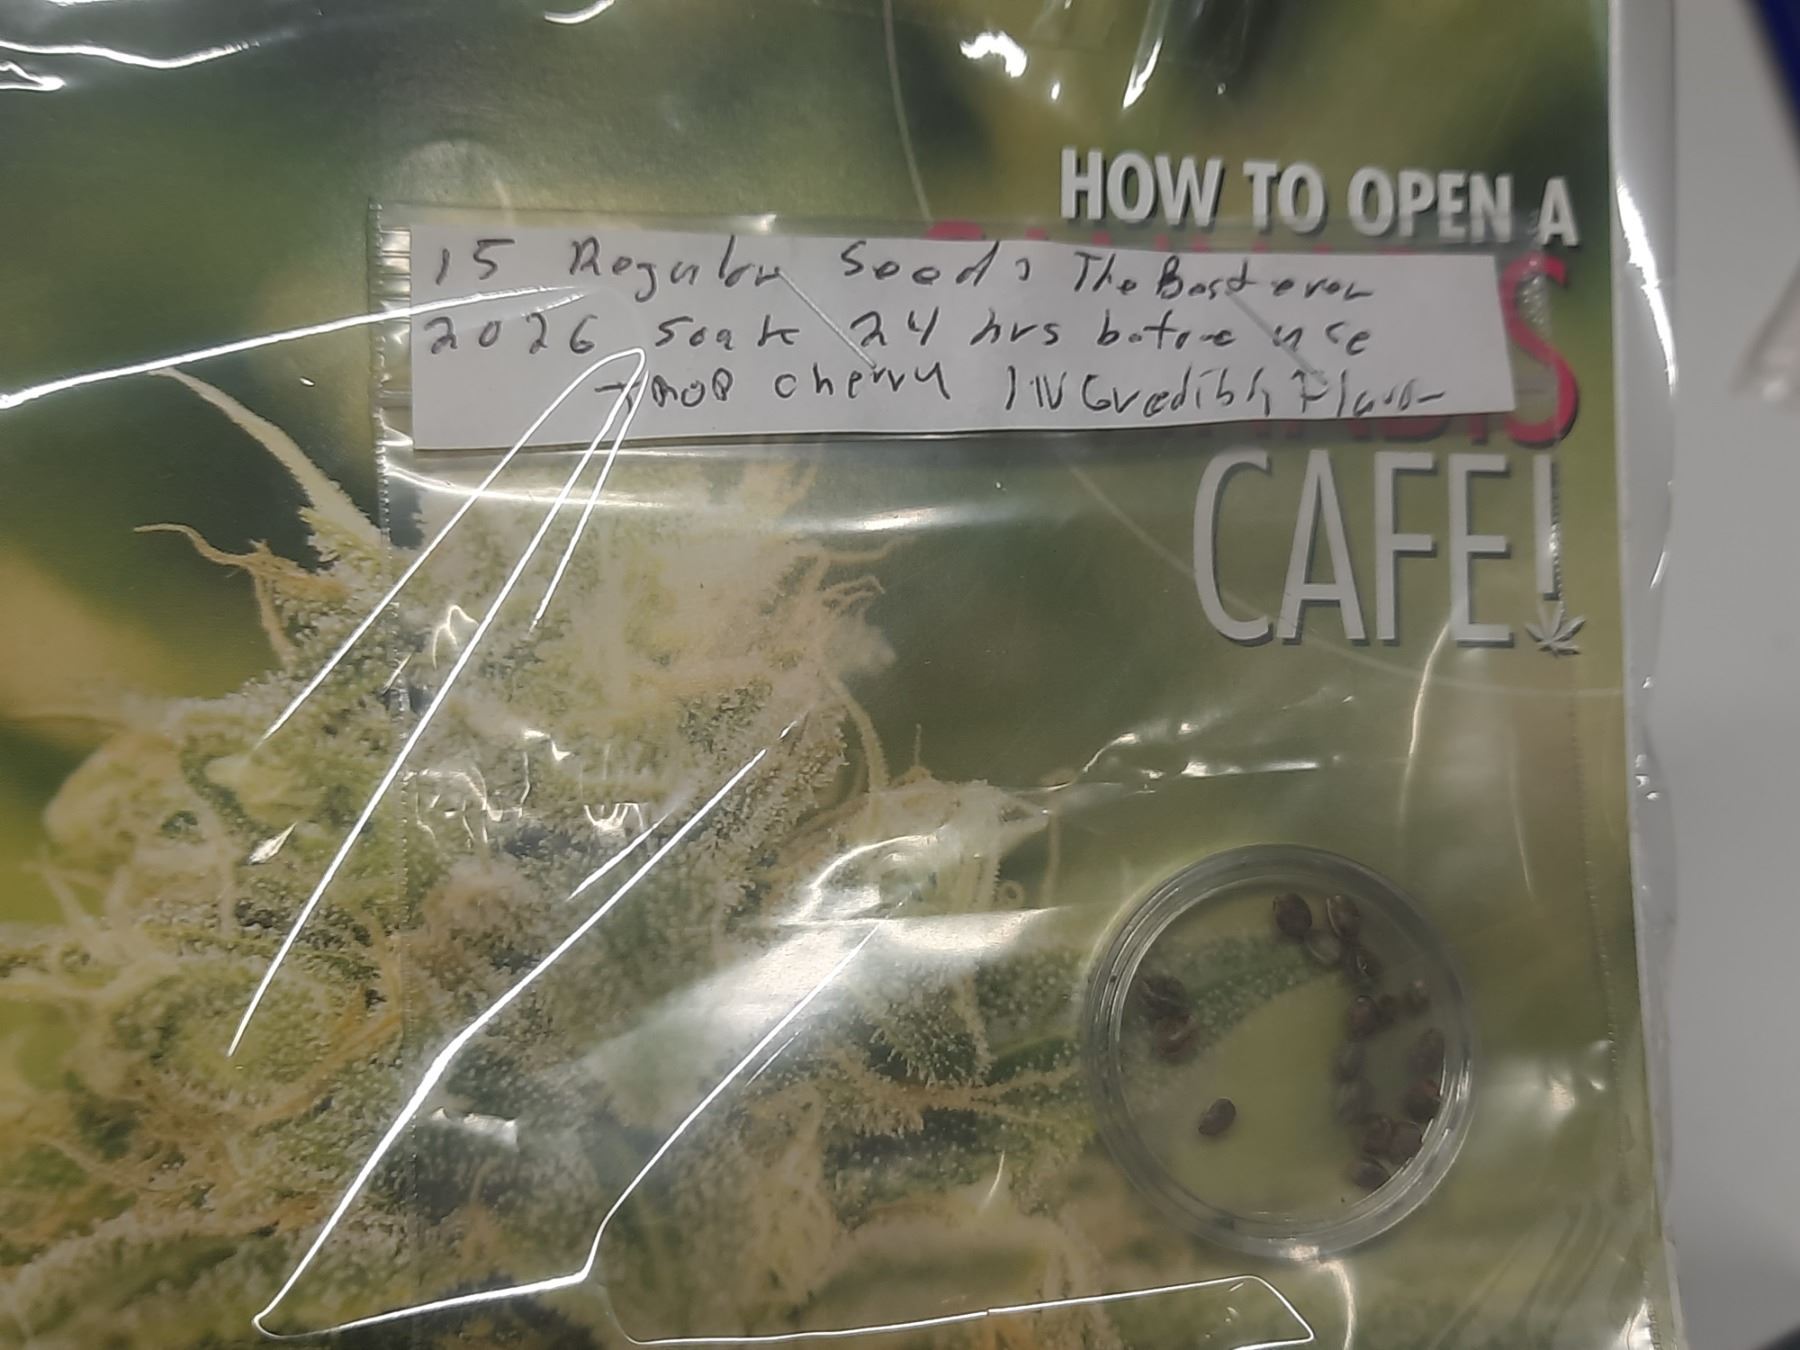 HOW TO OPEN A
15 Regular Seeds The Best ever
2026 soak 24 hrs before use
cherry INCredible Flavor
S
CAFE!